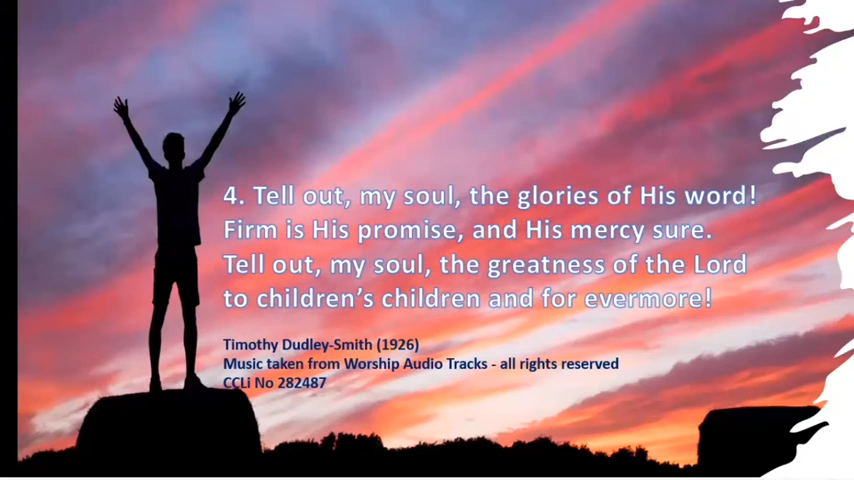 4. Tell out, my soul, the glories of His word!
Firm is His promise, and His mercy sure.
Tell out, my soul, the greatness of the Lord
to children’s children and for evermore!
Timothy Dudley-Smith (1926)
Music taken from Worship Audio Tracks - all rights reserved
CCLi No 282487